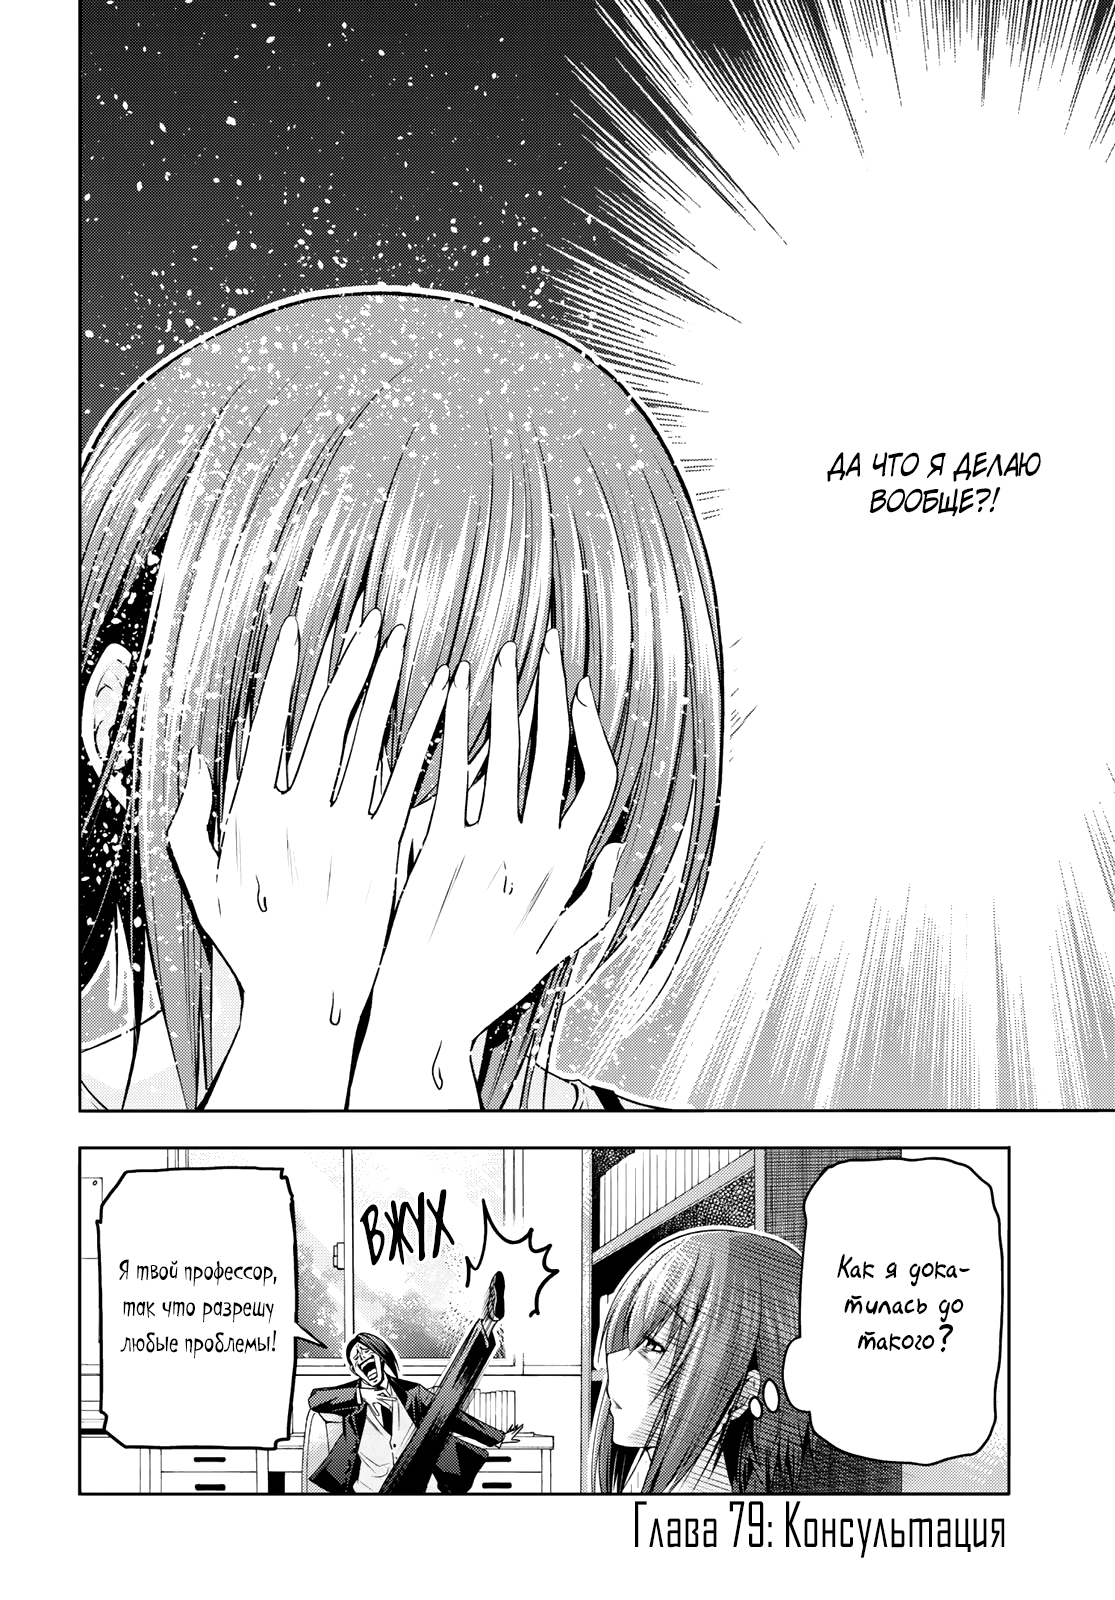 ДА ЧТО Я ДЕЛАЮ
ВООБЩЕ?!
Я твой профессор,
так что разрешу
любые проблемы!
ВЖУХ
Как я дока-
тилась до
такого?
Глава 79: Консультация